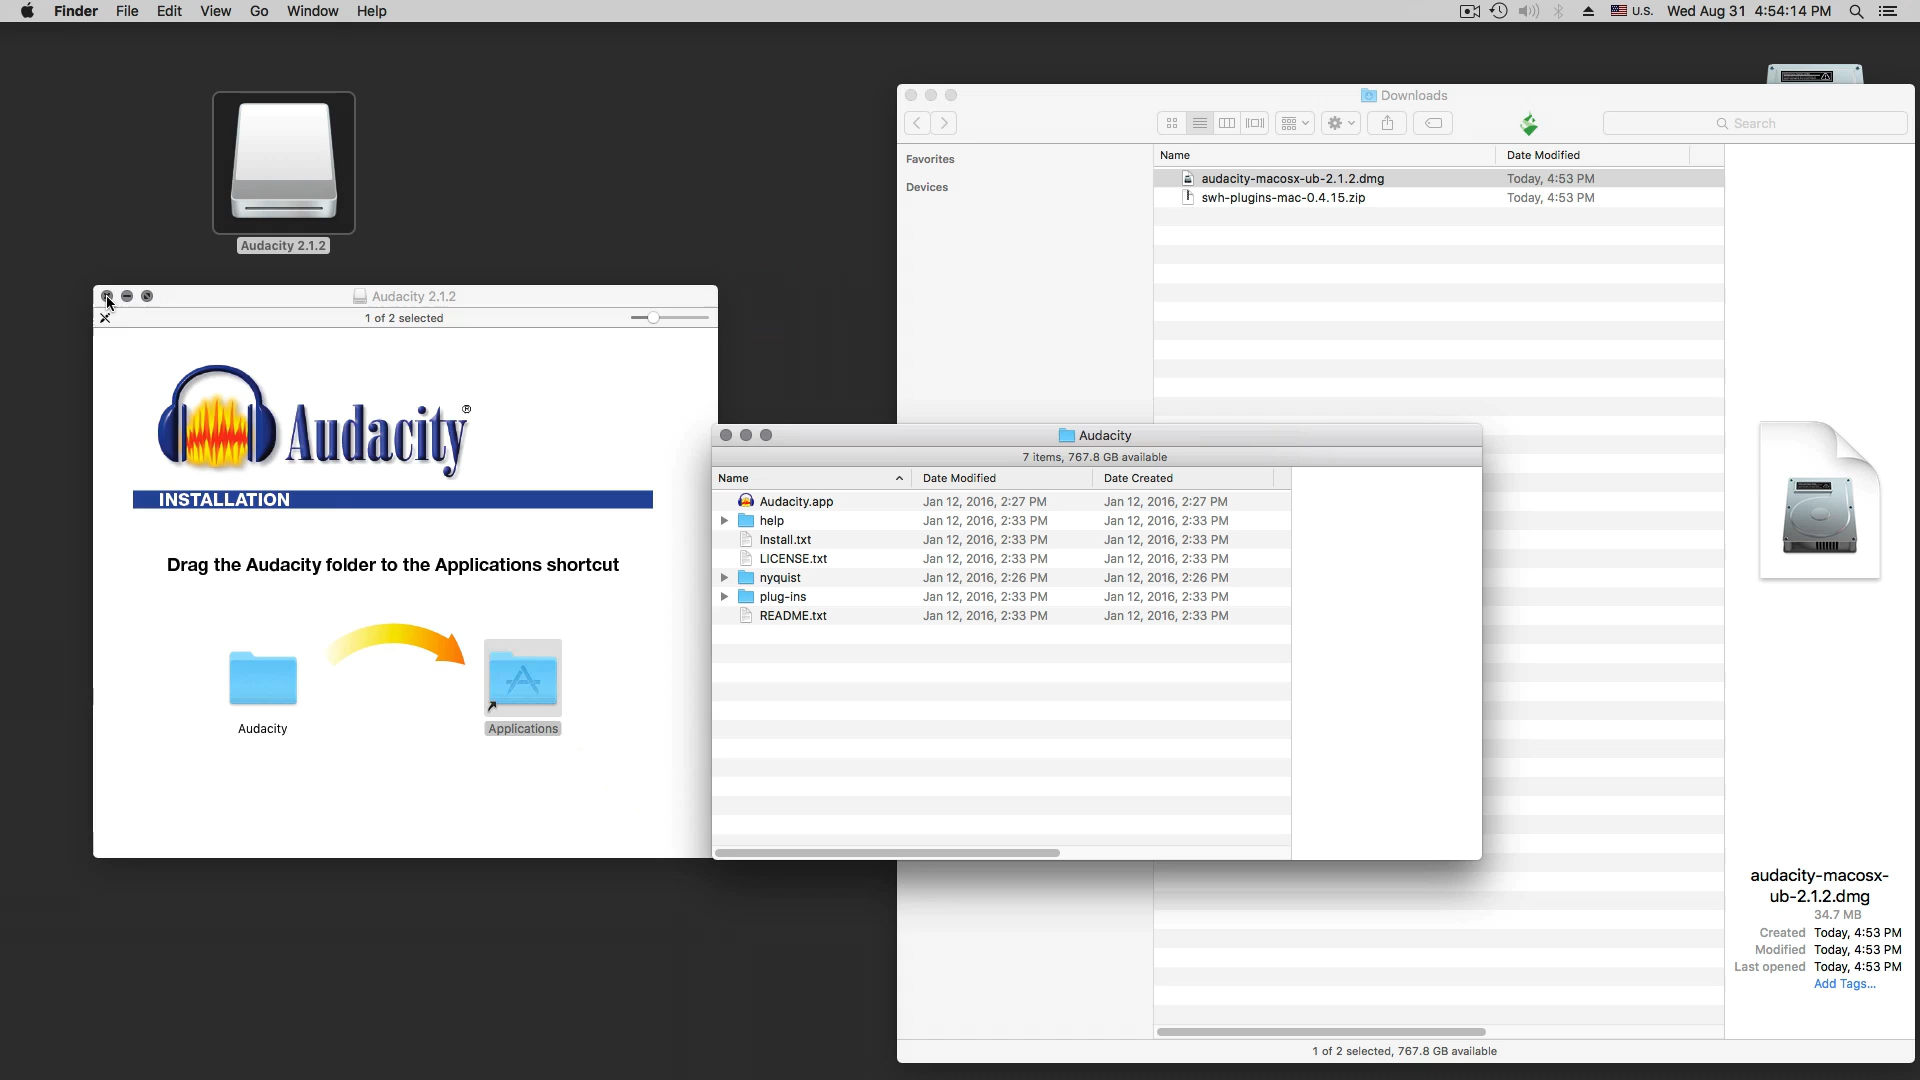 Finder File Edit View Go Window Help
U.S. Wed Aug 31 4:54:14 PM
Audacity 2.1.2
Downloads
Search
Favorites
Devices
Name Date Modified
audacity-macosx-ub-2.1.2.dmg Today, 4:53 PM
swh-plugins-mac-0.4.15.zip Today, 4:53 PM
Audacity 2.1.2
1 of 2 selected
Audacity®
INSTALLATION
Drag the Audacity folder to the Applications shortcut
Audacity
Applications
Audacity
7 items, 767.8 GB available
Name Date Modified Date Created
Audacity.app Jan 12, 2016, 2:27 PM Jan 12, 2016, 2:27 PM
help Jan 12, 2016, 2:33 PM Jan 12, 2016, 2:33 PM
Install.txt Jan 12, 2016, 2:33 PM Jan 12, 2016, 2:33 PM
LICENSE.txt Jan 12, 2016, 2:33 PM Jan 12, 2016, 2:33 PM
nyquist Jan 12, 2016, 2:26 PM Jan 12, 2016, 2:26 PM
plug-ins Jan 12, 2016, 2:33 PM Jan 12, 2016, 2:33 PM
README.txt Jan 12, 2016, 2:33 PM Jan 12, 2016, 2:33 PM
audacity-macosx-
ub-2.1.2.dmg
34.7 MB
Created Today, 4:53 PM
Modified Today, 4:53 PM
Last opened Today, 4:53 PM
Add Tags...
1 of 2 selected, 767.8 GB available